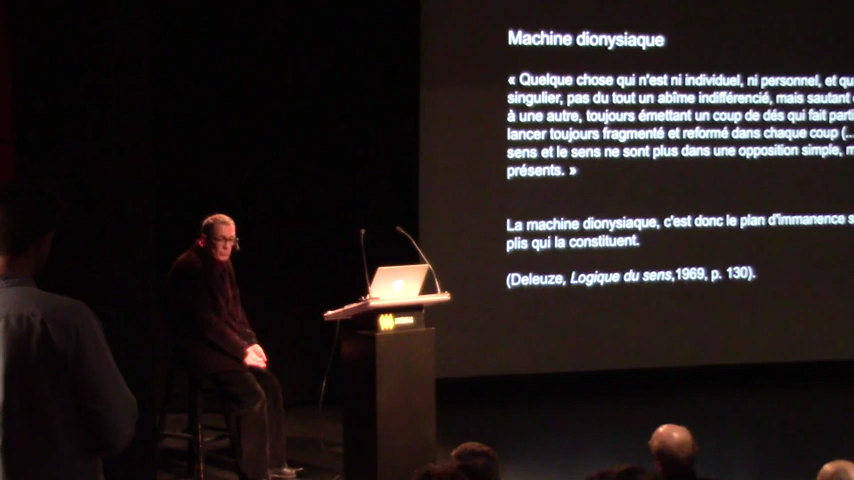 Machine dionysiaque
« Quelque chose qui n'est ni individuel, ni personnel, et
singulier, pas du tout un abîme indifférencié, mais sautant
à une autre, toujours émettant un coup de dés qui fait
lancer toujours fragmenté et reformé dans chaque coup (...
sens et le sens ne sont plus dans une opposition simple,
présents. »
La machine dionysiaque, c'est donc le plan d'immanence
plis qui la constituent.
(Deleuze, Logique du sens,1969, p. 130).